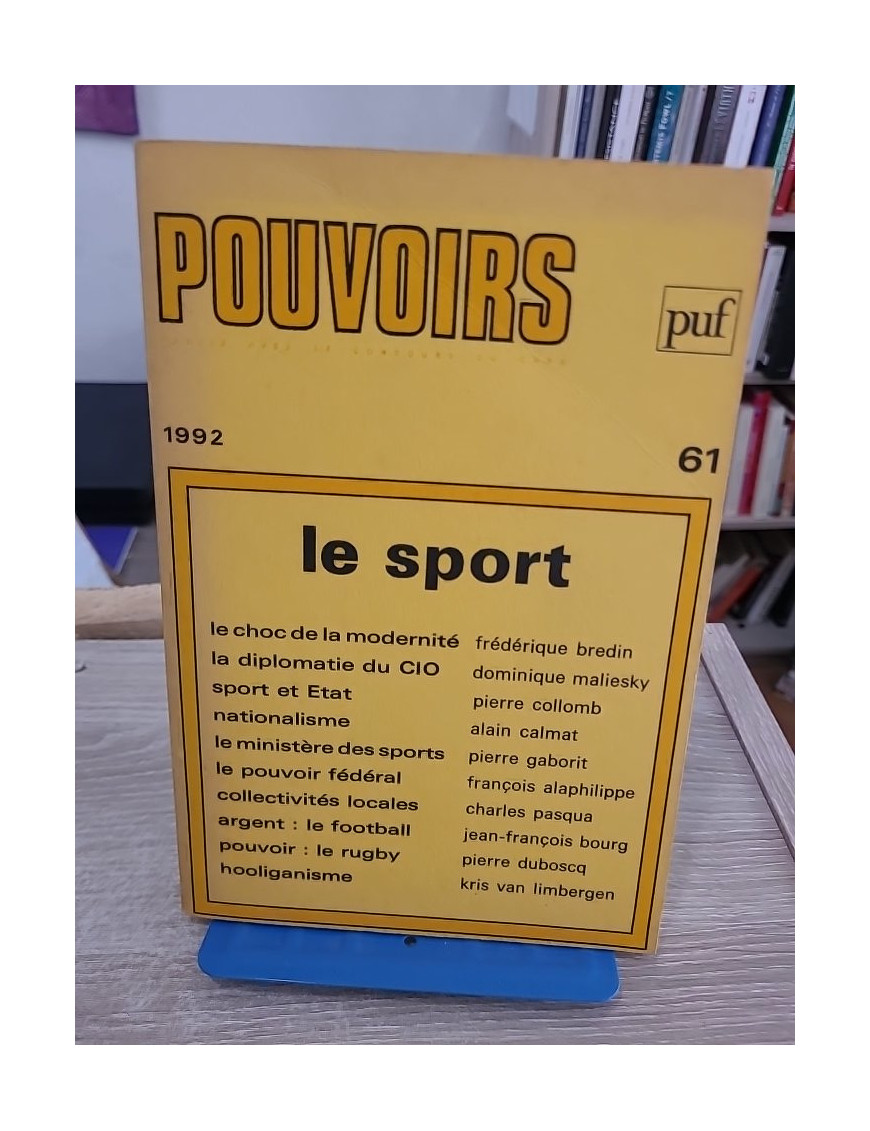 POUVOIRS
puf
1992
61
le sport
le choc de la modernité frédérique bredin
la diplomatie du CIO dominique maliesky
sport et Etat pierre collomb
nationalisme alain calmat
le ministère des sports pierre gaborit
le pouvoir fédéral françois alaphilippe
collectivités locales charles pasqua
argent : le football jean-françois bourg
pouvoir : le rugby pierre duboscq
hooliganisme kris van limbergen